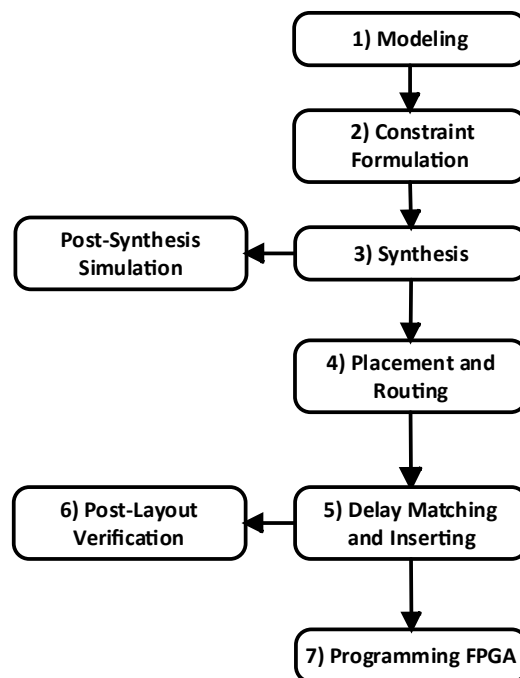 1) Modeling
2) Constraint
Formulation
Post-Synthesis
Simulation
3) Synthesis
4) Placement and
Routing
6) Post-Layout
Verification
5) Delay Matching
and Inserting
7) Programming FPGA